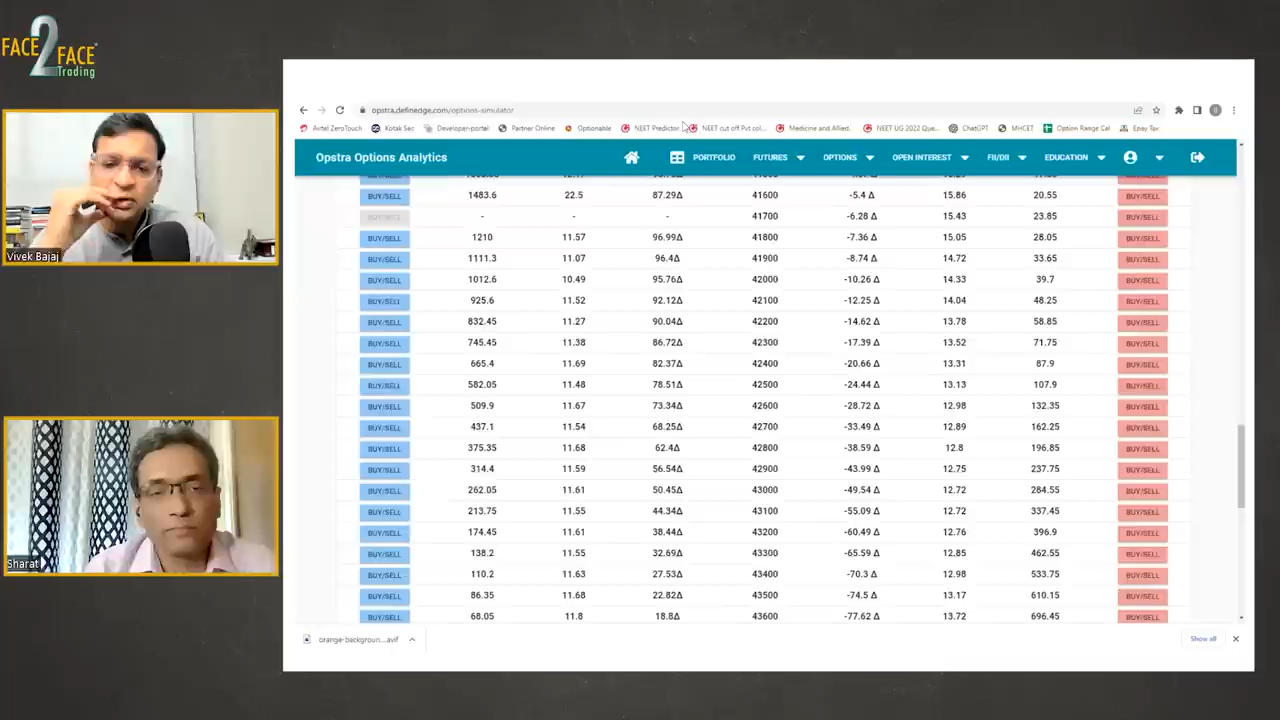 FACE 2 FACE
Trading
Vivek Bajaj
Sharat
opstra.definedge.com/options-simulator
Airtel ZeroTouch Kotak Sec Developer-portal Partner Online Optionable NEET Predictor NEET cut off Pvt col... Medicine and Allied. NEET UG 2022 Que... ChatGPT MHCET Option Range Cal Epay Tax
Opstra Options Analytics PORTFOLIO FUTURES OPTIONS OPEN INTEREST FII/DII EDUCATION
BUY/SELL 1483.6 22.5 87.29Δ 41600 -5.4 Δ 15.86 20.55 BUY/SELL
BUY/SELL - - - 41700 -6.28 Δ 15.43 23.85 BUY/SELL
BUY/SELL 1210 11.57 96.99Δ 41800 -7.36 Δ 15.05 28.05 BUY/SELL
BUY/SELL 1111.3 11.07 96.4Δ 41900 -8.74 Δ 14.72 33.65 BUY/SELL
BUY/SELL 1012.6 10.49 95.76Δ 42000 -10.26 Δ 14.33 39.7 BUY/SELL
BUY/SELL 925.6 11.52 92.12Δ 42100 -12.25 Δ 14.04 48.25 BUY/SELL
BUY/SELL 832.45 11.27 90.04Δ 42200 -14.62 Δ 13.78 58.85 BUY/SELL
BUY/SELL 745.45 11.38 86.72Δ 42300 -17.39 Δ 13.52 71.75 BUY/SELL
BUY/SELL 665.4 11.69 82.37Δ 42400 -20.66 Δ 13.31 87.9 BUY/SELL
BUY/SELL 582.05 11.48 78.51Δ 42500 -24.44 Δ 13.13 107.9 BUY/SELL
BUY/SELL 509.9 11.67 73.34Δ 42600 -28.72 Δ 12.98 132.35 BUY/SELL
BUY/SELL 437.1 11.54 68.25Δ 42700 -33.49 Δ 12.89 162.25 BUY/SELL
BUY/SELL 375.35 11.68 62.4Δ 42800 -38.59 Δ 12.8 196.85 BUY/SELL
BUY/SELL 314.4 11.59 56.54Δ 42900 -43.99 Δ 12.75 237.75 BUY/SELL
BUY/SELL 262.05 11.61 50.45Δ 43000 -49.54 Δ 12.72 284.55 BUY/SELL
BUY/SELL 213.75 11.55 44.34Δ 43100 -55.09 Δ 12.72 337.45 BUY/SELL
BUY/SELL 174.45 11.61 38.44Δ 43200 -60.49 Δ 12.76 396.9 BUY/SELL
BUY/SELL 138.2 11.55 32.69Δ 43300 -65.59 Δ 12.85 462.55 BUY/SELL
BUY/SELL 110.2 11.63 27.53Δ 43400 -70.3 Δ 12.98 533.75 BUY/SELL
BUY/SELL 86.35 11.68 22.82Δ 43500 -74.5 Δ 13.17 610.15 BUY/SELL
BUY/SELL 68.05 11.8 18.8Δ 43600 -77.62 Δ 13.72 696.45 BUY/SELL
orange-backgroun....avif Show all